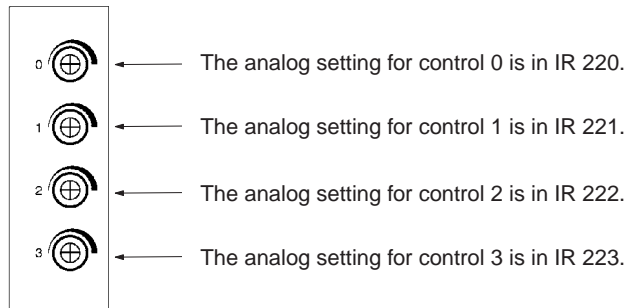 0 The analog setting for control 0 is in IR 220.
1 The analog setting for control 1 is in IR 221.
2 The analog setting for control 2 is in IR 222.
3 The analog setting for control 3 is in IR 223.